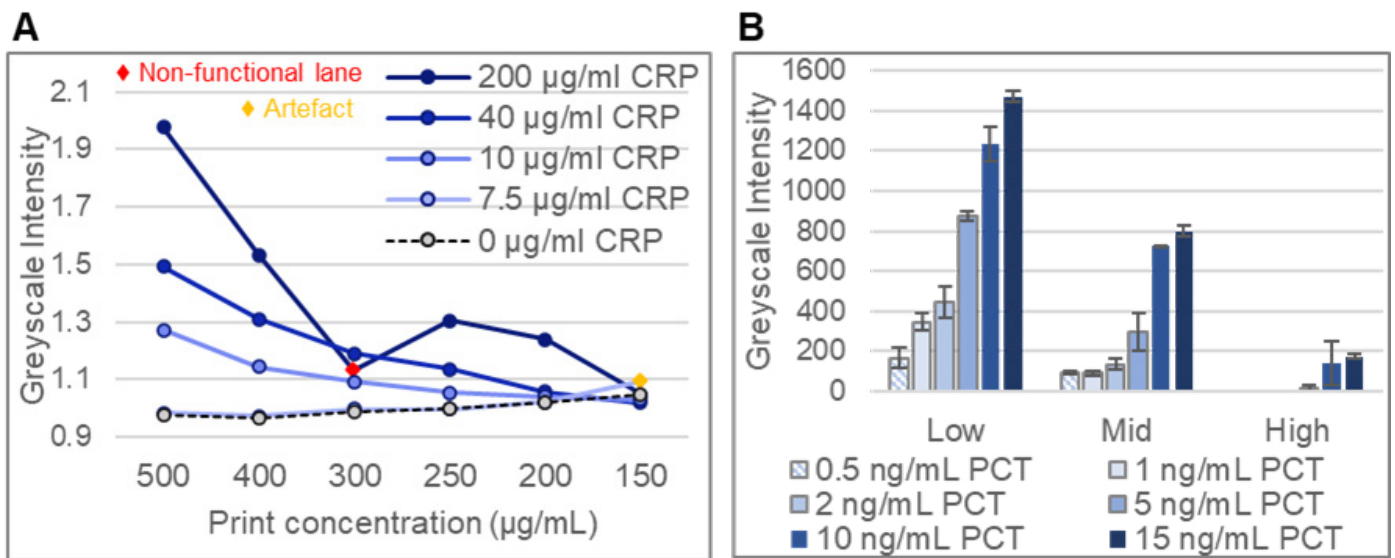 A
Non-functional lane
Artefact
200 µg/ml CRP
40 µg/ml CRP
10 µg/ml CRP
7.5 µg/ml CRP
0 µg/ml CRP
Greyscale Intensity
2.1
1.9
1.7
1.5
1.3
1.1
0.9
500 400 300 250 200 150
Print concentration (µg/mL)
B
Greyscale Intensity
1600
1400
1200
1000
800
600
400
200
0
Low Mid High
0.5 ng/mL PCT 1 ng/mL PCT
2 ng/mL PCT 5 ng/mL PCT
10 ng/mL PCT 15 ng/mL PCT